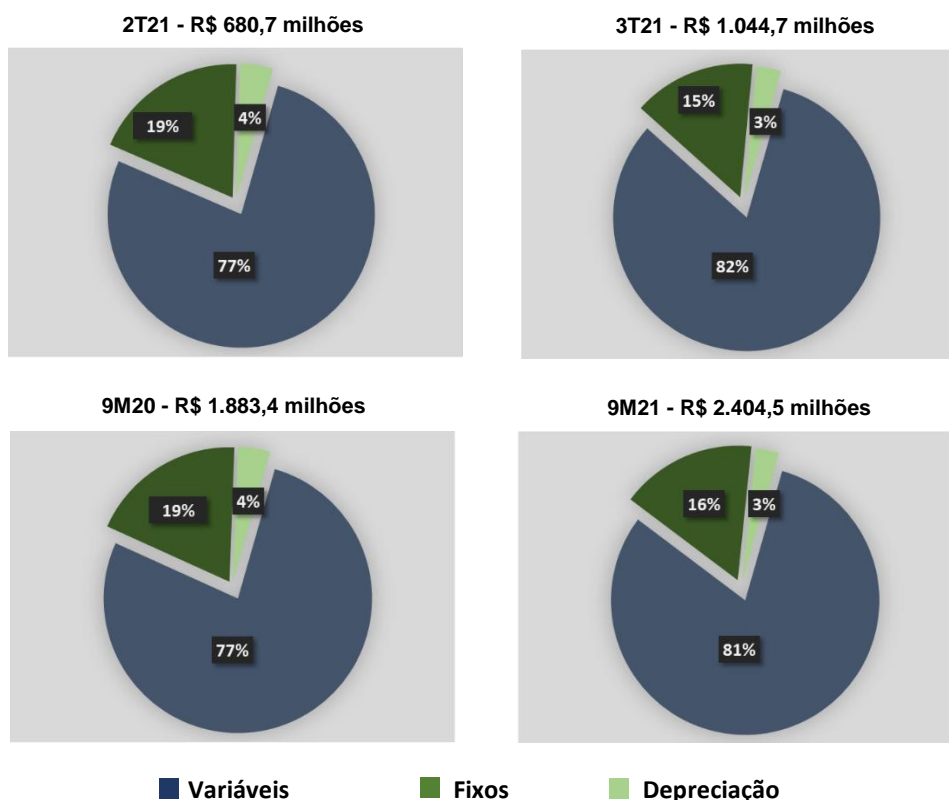 2T21 - R$ 680,7 milhões
3T21 - R$ 1.044,7 milhões
19%
4%
77%
15%
3%
82%
9M20 - R$ 1.883,4 milhões
9M21 - R$ 2.404,5 milhões
19%
4%
77%
16%
3%
81%
Variáveis
Fixos
Depreciação